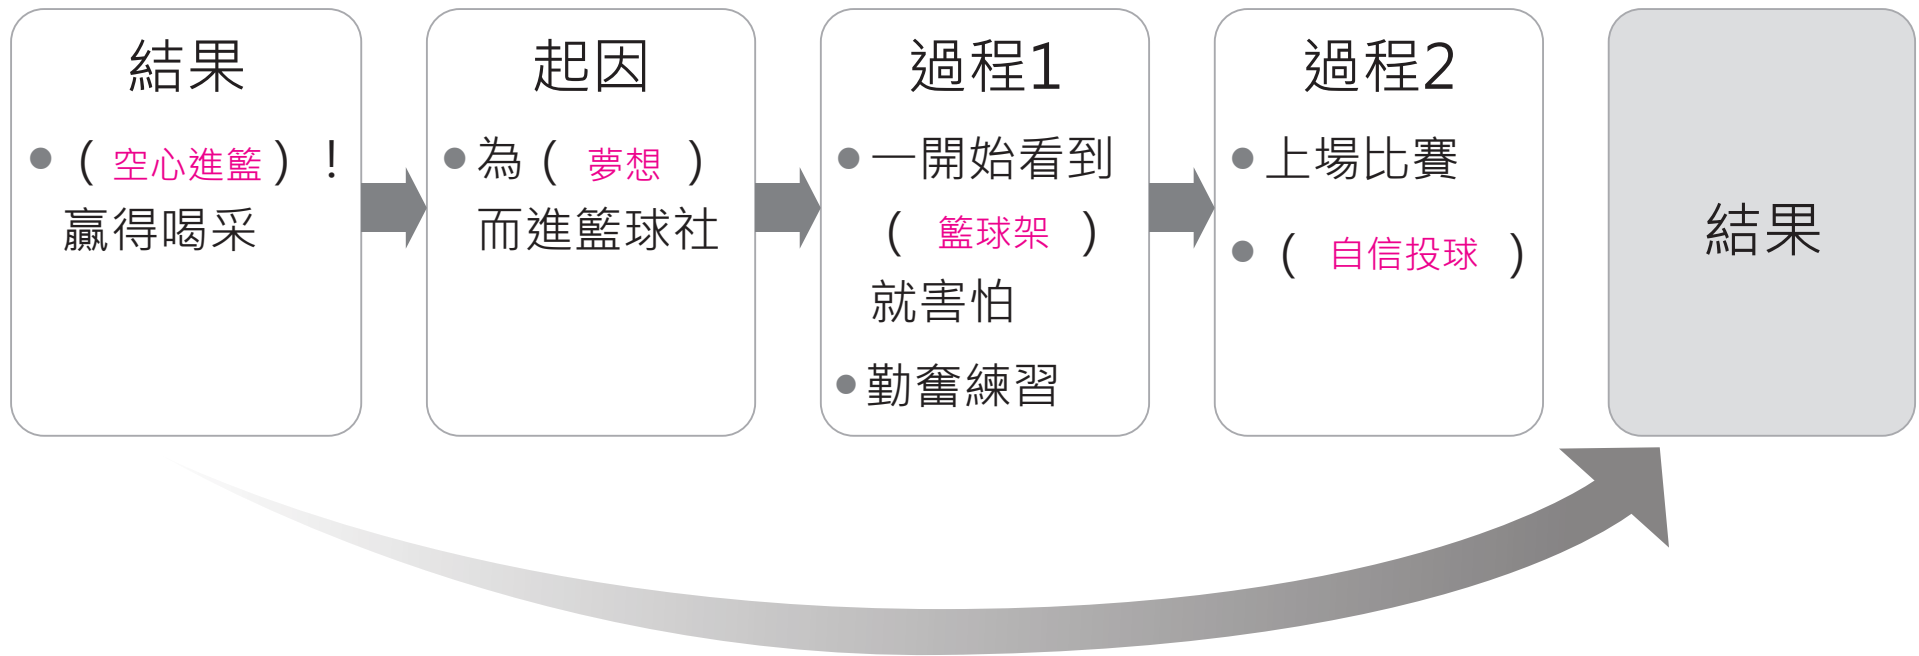 結果
●(空心進籃)！
贏得喝采
起因
●為(夢想)
而進籃球社
過程1
●一開始看到
(籃球架)
就害怕
●勤奮練習
過程2
●上場比賽
●(自信投球)
結果